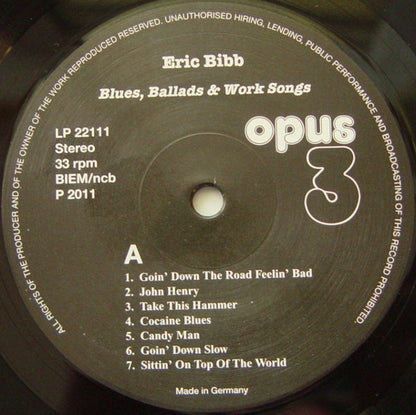 ALL RIGHTS OF THE PRODUCER AND OF THE OWNER OF THE WORK REPRODUCED RESERVED. UNAUTHORISED HIRING, LENDING, PUBLIC PERFORMANCE AND BROADCASTING OF THIS RECORD PROHIBITED.
Eric Bibb
Blues, Ballads & Work Songs
LP 22111
Stereo
33 rpm
BIEM/ncb
P 2011
opus
3
A
1. Goin' Down The Road Feelin' Bad
2. John Henry
3. Take This Hammer
4. Cocaine Blues
5. Candy Man
6. Goin' Down Slow
7. Sittin' On Top Of The World
Made in Germany